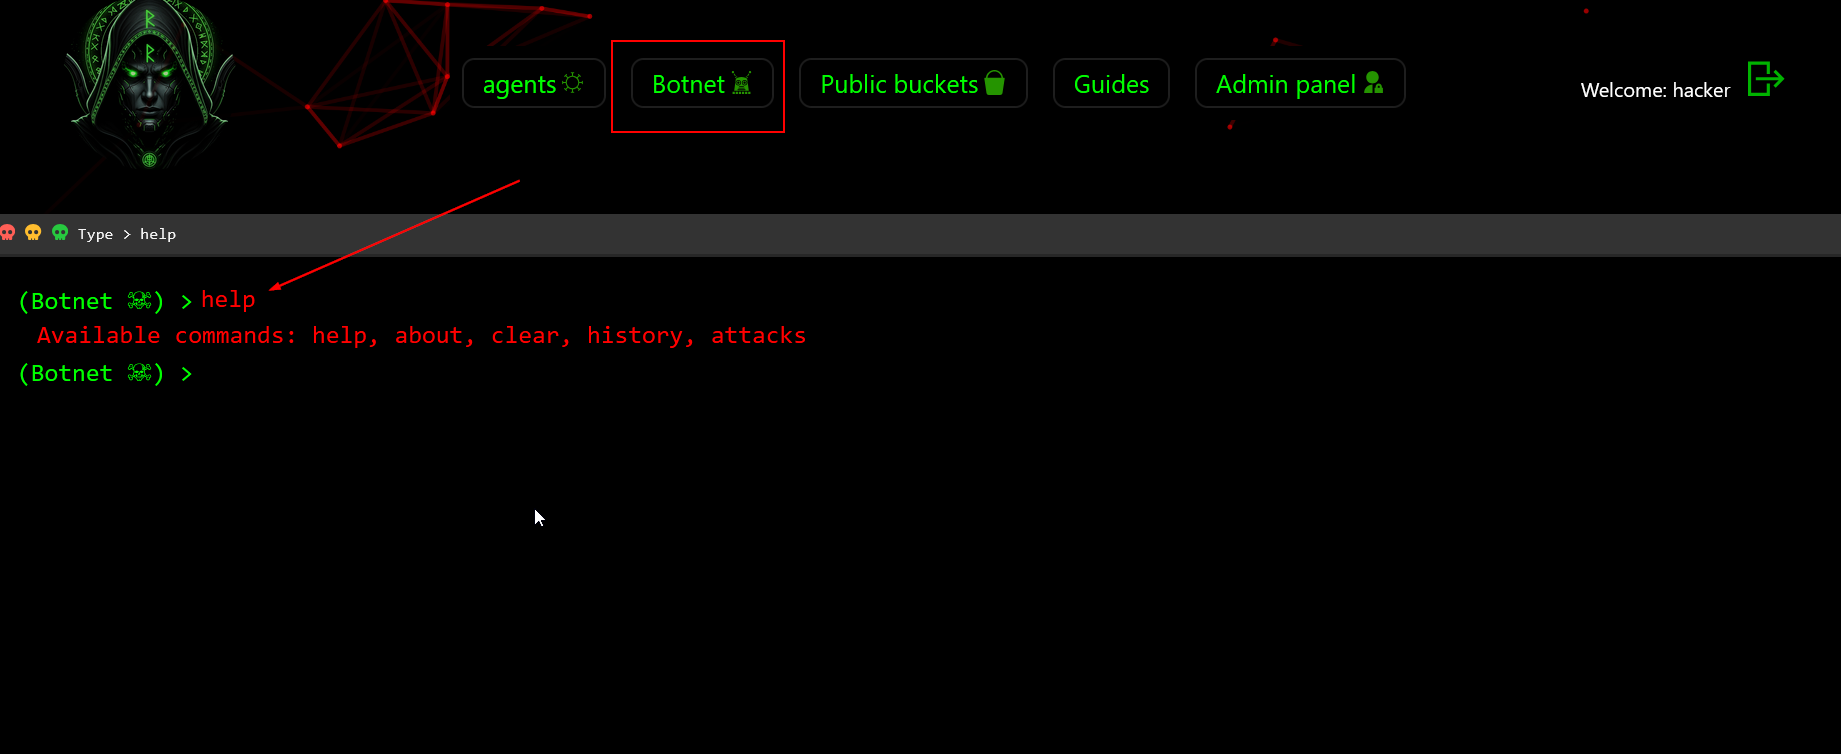 agents Botnet Public buckets Guides Admin panel Welcome: hacker
Type > help
(Botnet ☠) > help
Available commands: help, about, clear, history, attacks
(Botnet ☠) >